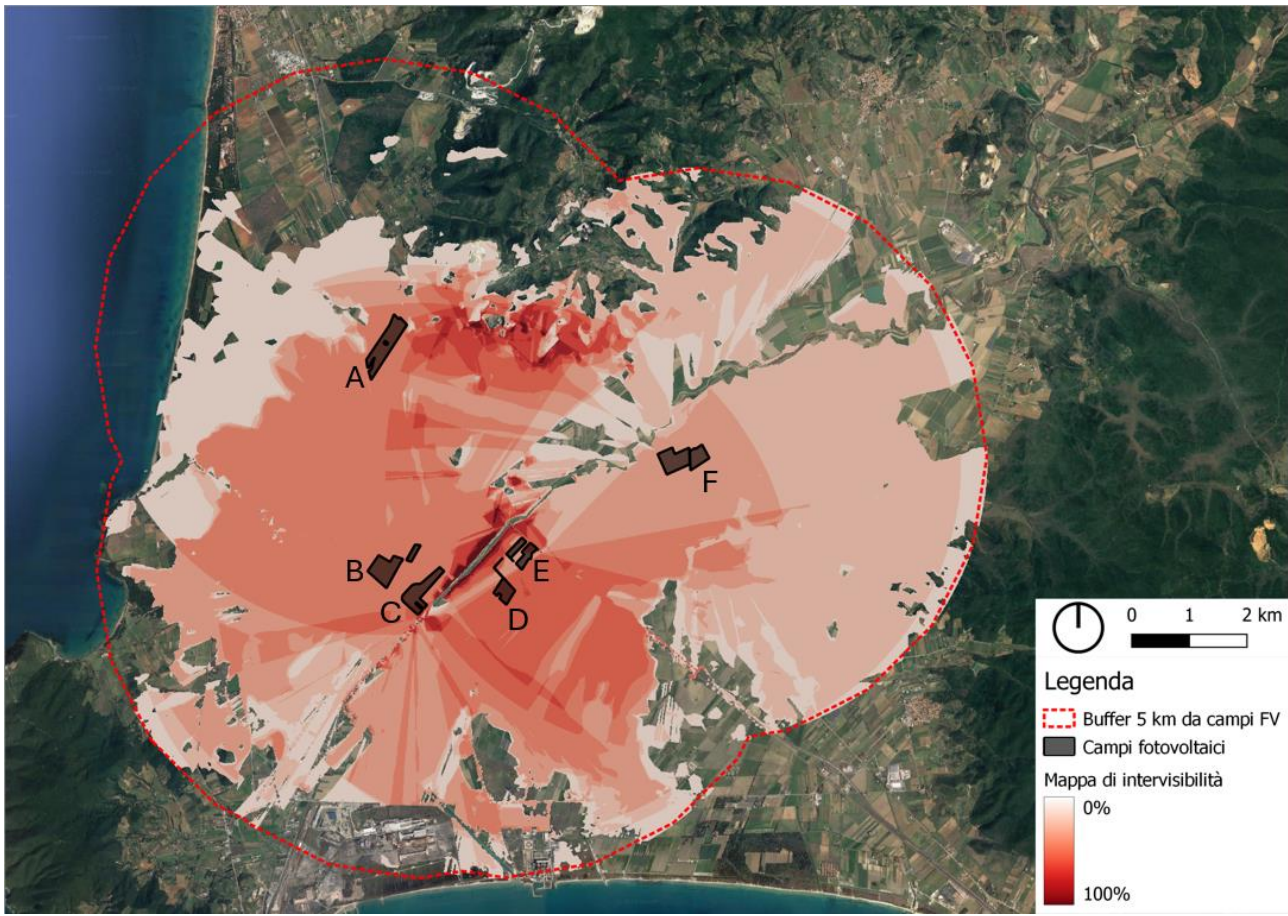 A
B
C
D
E
F
0 1 2 km
Legenda
Buffer 5 km da campi FV
Campi fotovoltaici
Mappa di intervisibilità
0%
100%